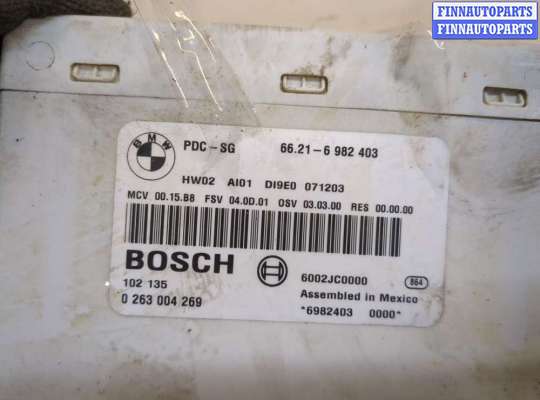 FINNAUTOPARTS
FINNAUTOPARTS
BMW
PDC-SG 66.21-6 982 403
HW02 AI01 DI9E0 071203
MCV 00.15.B8 FSV 04.0D.01 OSV 03.03.00 RES 00.00.00
BOSCH
102 135
0 263 004 269
6002JC0000 864
Assembled in Mexico
*6982403 0000*